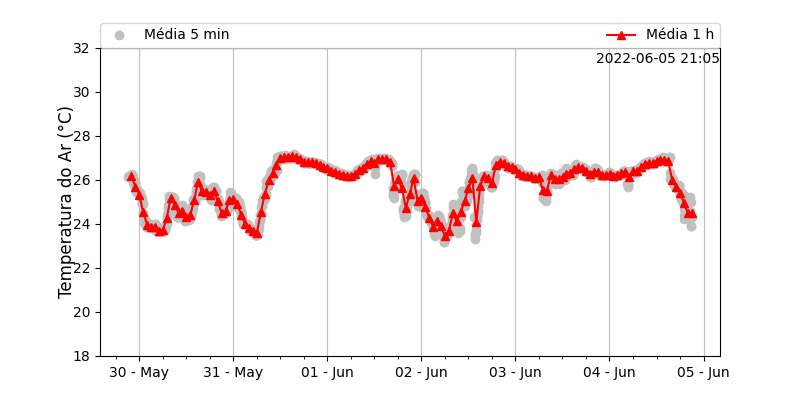 Média 5 min
Média 1 h
2022-06-05 21:05
Temperatura do Ar (°C)
32
30
28
26
24
22
20
18
30 - May
31 - May
01 - Jun
02 - Jun
03 - Jun
04 - Jun
05 - Jun